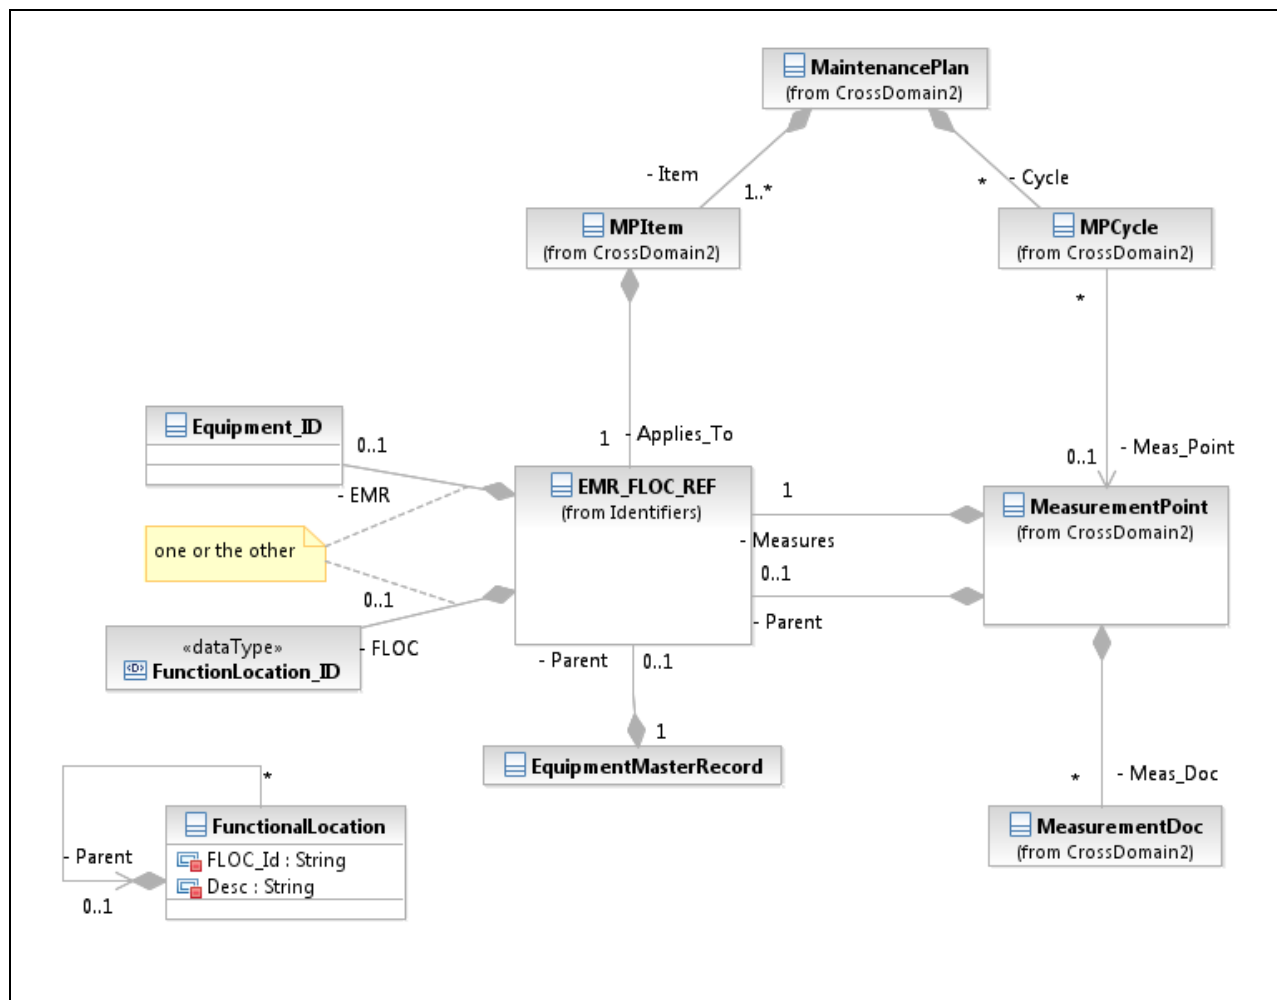 MaintenancePlan
(from CrossDomain2)
- Item
1..*
*
- Cycle
MPItem
(from CrossDomain2)
MPCycle
(from CrossDomain2)
*
Equipment_ID
0..1
- EMR
1
- Applies_To
0..1
- Meas_Point
EMR_FLOC_REF
(from Identifiers)
1
- Measures
0..1
- Parent
MeasurementPoint
(from CrossDomain2)
one or the other
0..1
- FLOC
«dataType»
<D> FunctionLocation_ID
- Parent
0..1
1
EquipmentMasterRecord
*
- Meas_Doc
MeasurementDoc
(from CrossDomain2)
*
FunctionalLocation
FLOC_Id : String
Desc : String
- Parent
0..1